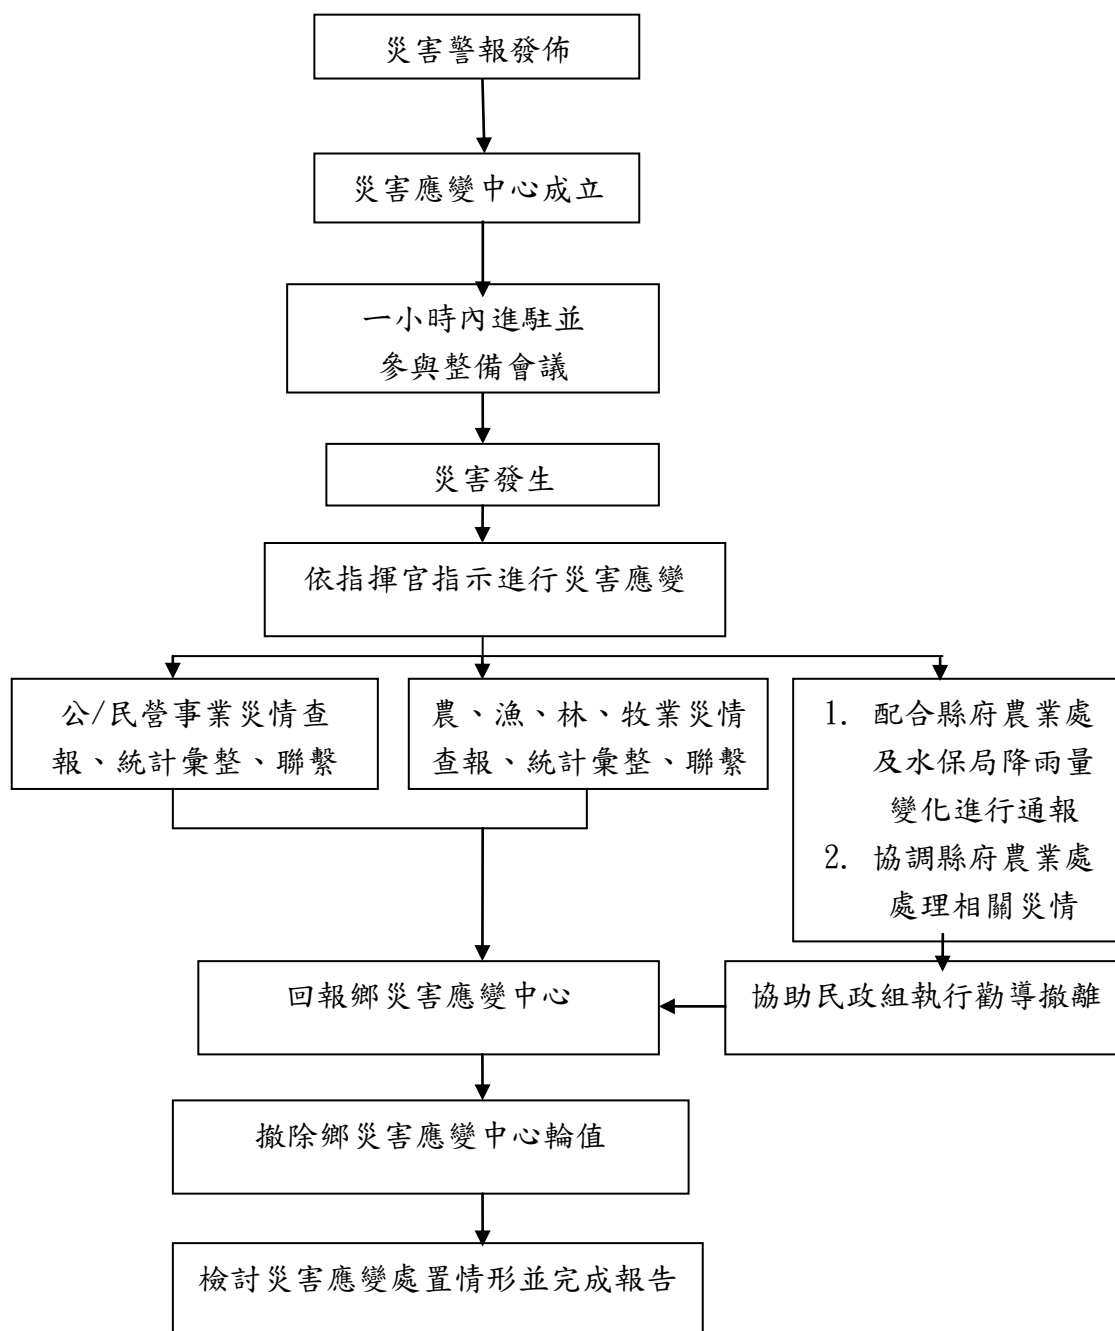 災害警報發佈
災害應變中心成立
一小時內進駐並
參與整備會議
災害發生
依指揮官指示進行災害應變
公/民營事業災情查
報、統計彙整、聯繫
農、漁、林、牧業災情
查報、統計彙整、聯繫
1. 配合縣府農業處
及水保局降雨量
變化進行通報
2. 協調縣府農業處
處理相關災情
回報鄉災害應變中心
協助民政組執行勸導撤離
撤除鄉災害應變中心輪值
檢討災害應變處置情形並完成報告